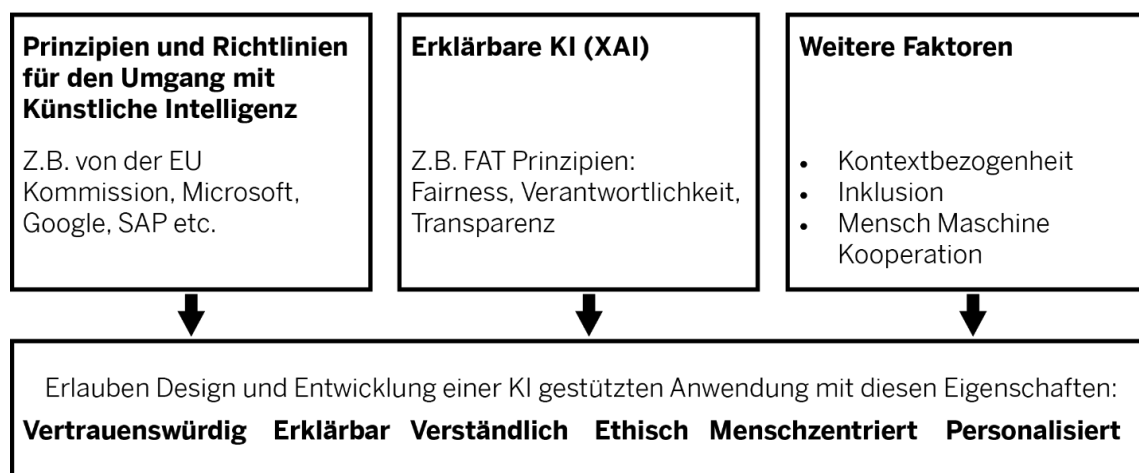 Prinzipien und Richtlinien
für den Umgang mit
Künstliche Intelligenz
Z.B. von der EU
Kommission, Microsoft,
Google, SAP etc.
Erklärbare KI (XAI)
Z.B. FAT Prinzipien:
Fairness, Verantwortlichkeit,
Transparenz
Weitere Faktoren
• Kontextbezogenheit
• Inklusion
• Mensch Maschine
Kooperation
Erlauben Design und Entwicklung einer KI gestützten Anwendung mit diesen Eigenschaften:
Vertrauenswürdig Erklärbar Verständlich Ethisch Menschzentriert Personalisiert